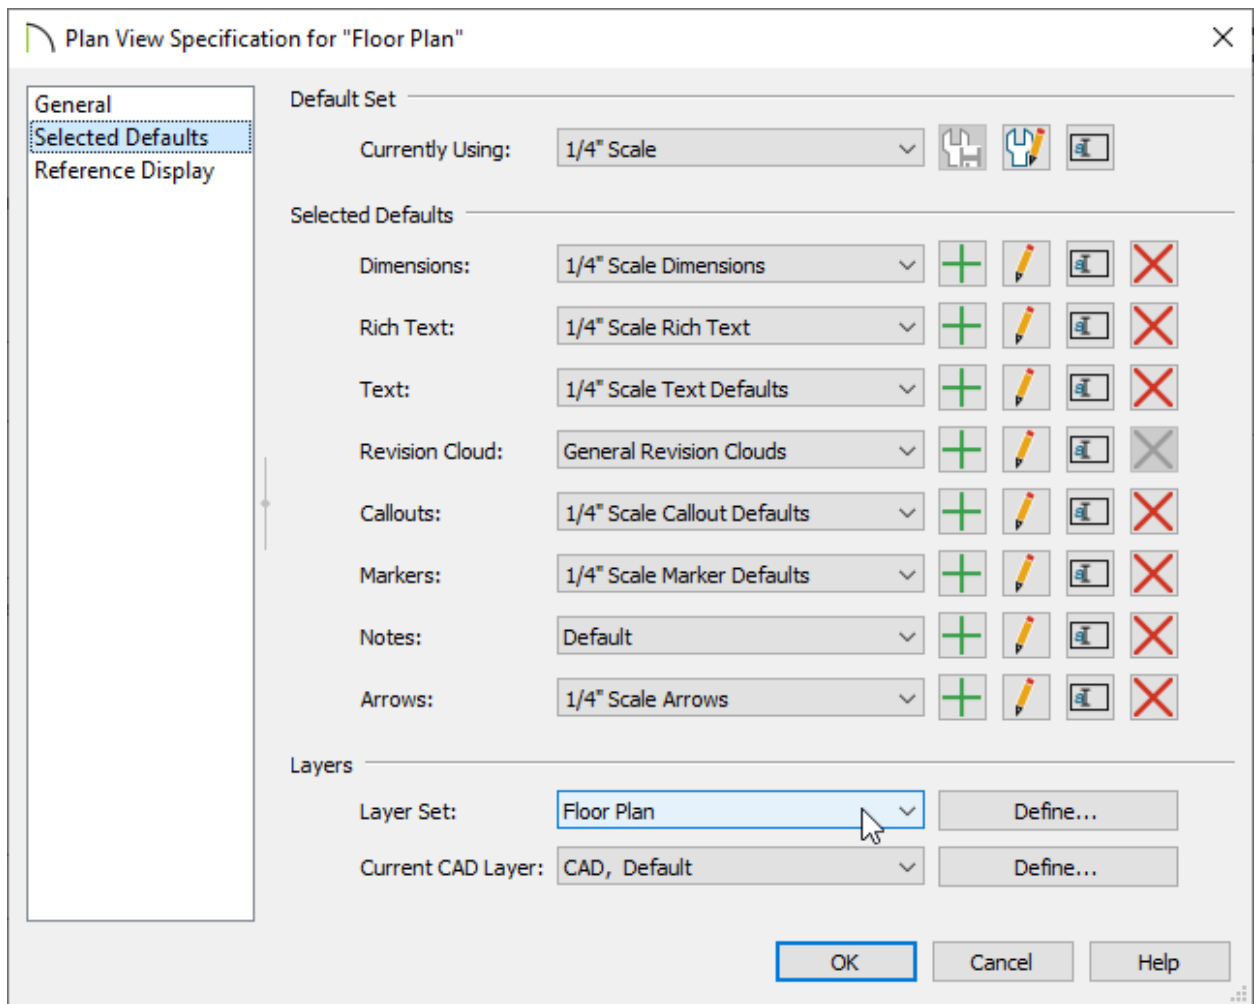 Plan View Specification for "Floor Plan"
General
Selected Defaults
Reference Display
Default Set
Currently Using: 1/4" Scale
Selected Defaults
Dimensions: 1/4" Scale Dimensions
Rich Text: 1/4" Scale Rich Text
Text: 1/4" Scale Text Defaults
Revision Cloud: General Revision Clouds
Callouts: 1/4" Scale Callout Defaults
Markers: 1/4" Scale Marker Defaults
Notes: Default
Arrows: 1/4" Scale Arrows
Layers
Layer Set: Floor Plan Define...
Current CAD Layer: CAD, Default Define...
OK Cancel Help